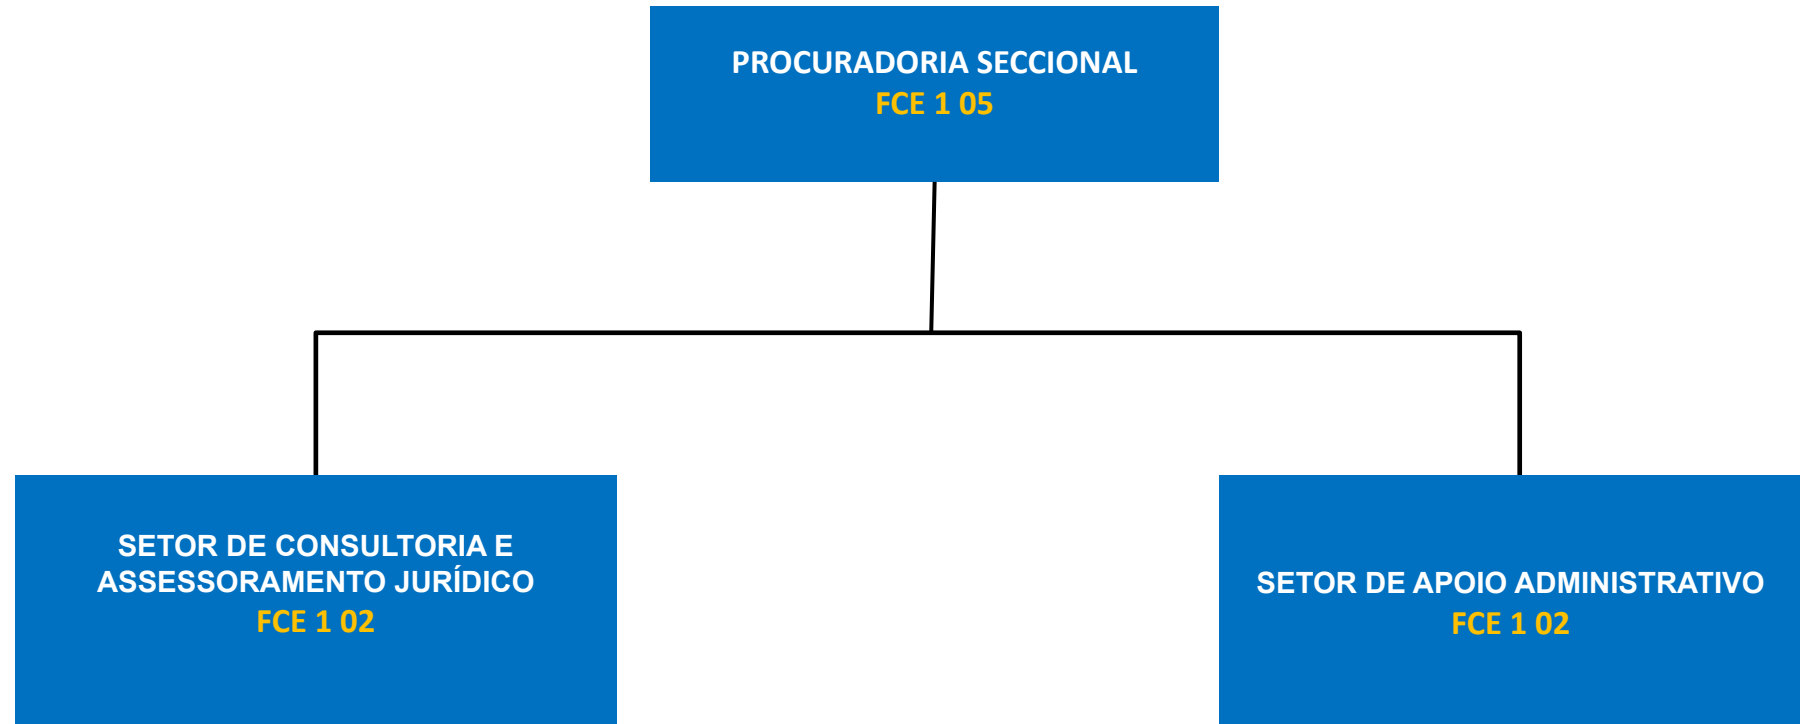 PROCURADORIA SECCIONAL
FCE 1 05
SETOR DE CONSULTORIA E
ASSESSORAMENTO JURÍDICO
FCE 1 02
SETOR DE APOIO ADMINISTRATIVO
FCE 1 02